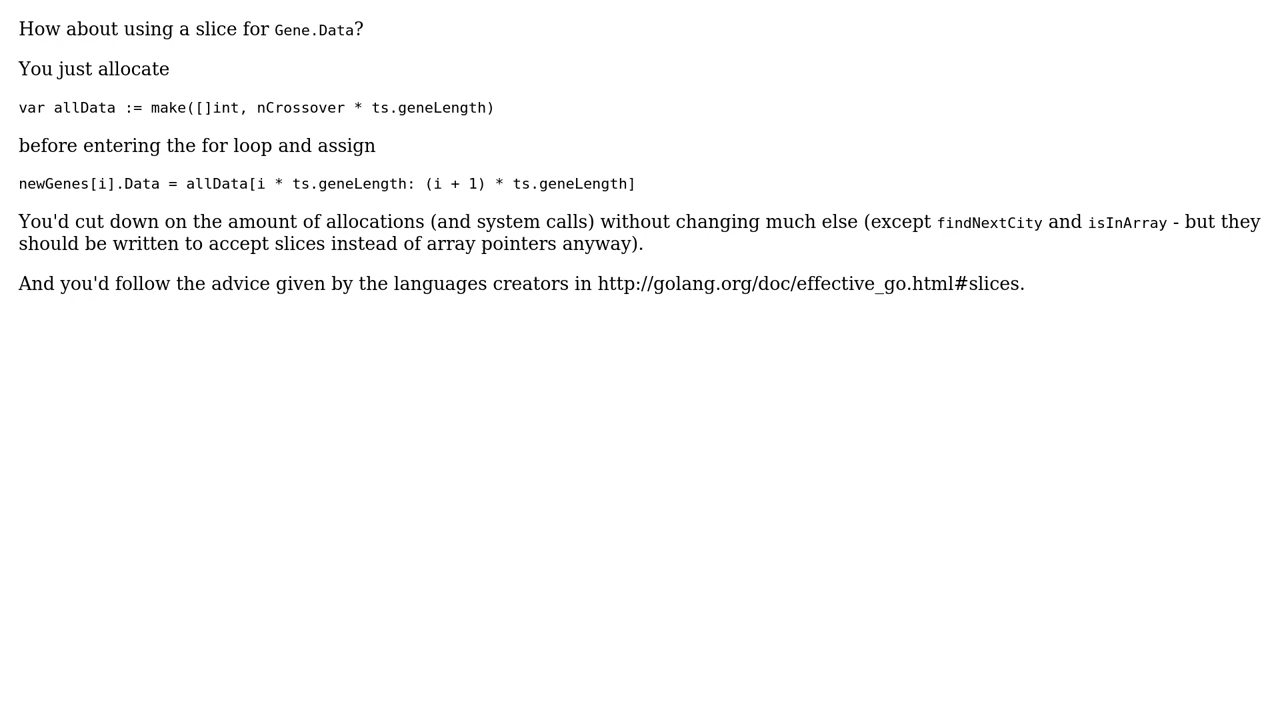 How about using a slice for Gene.Data?
You just allocate
var allData := make([]int, nCrossover * ts.geneLength)
before entering the for loop and assign
newGenes[i].Data = allData[i * ts.geneLength: (i + 1) * ts.geneLength]
You'd cut down on the amount of allocations (and system calls) without changing much else (except findNextCity and isInArray - but they
should be written to accept slices instead of array pointers anyway).
And you'd follow the advice given by the languages creators in http://golang.org/doc/effective_go.html#slices.